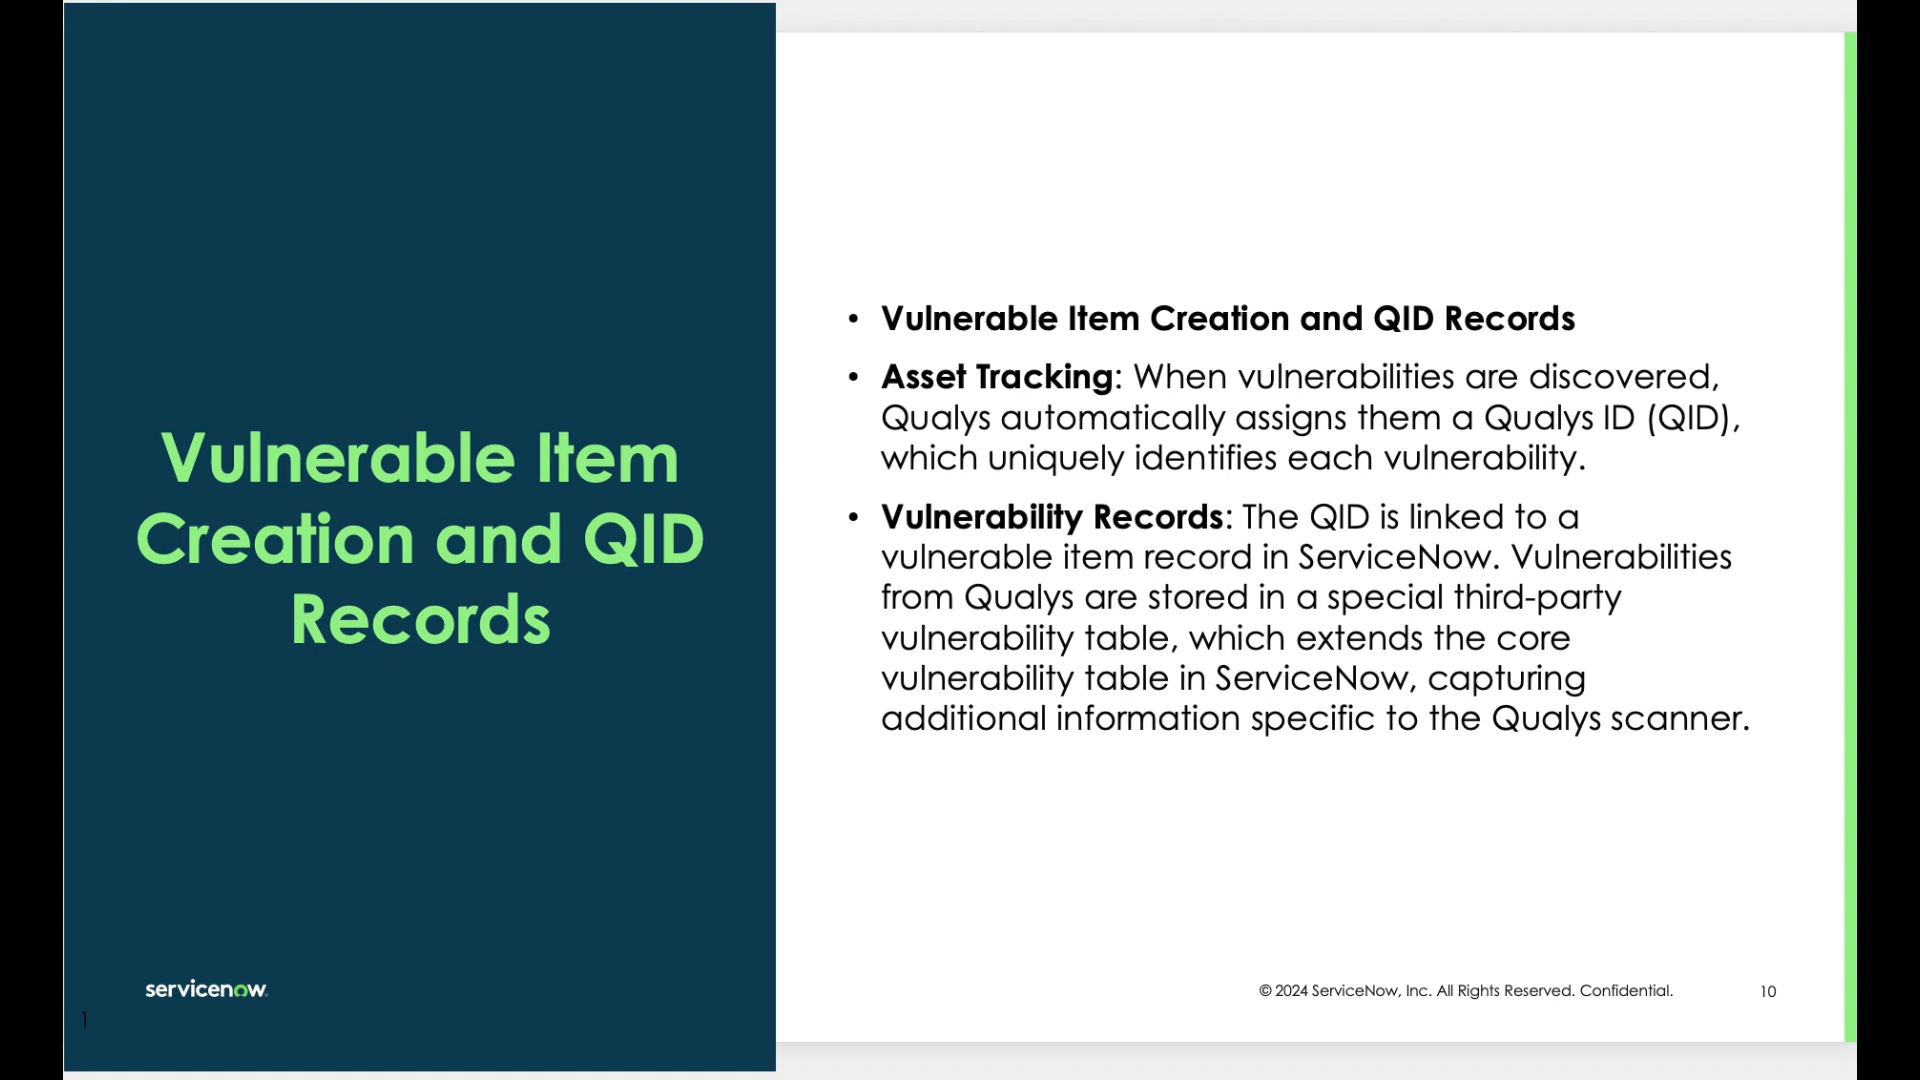 Vulnerable Item
Creation and QID
Records
• Vulnerable Item Creation and QID Records
• Asset Tracking: When vulnerabilities are discovered,
Qualys automatically assigns them a Qualys ID (QID),
which uniquely identifies each vulnerability.
• Vulnerability Records: The QID is linked to a
vulnerable item record in ServiceNow. Vulnerabilities
from Qualys are stored in a special third-party
vulnerability table, which extends the core
vulnerability table in ServiceNow, capturing
additional information specific to the Qualys scanner.
servicenow.
1
© 2024 ServiceNow, Inc. All Rights Reserved. Confidential.
10